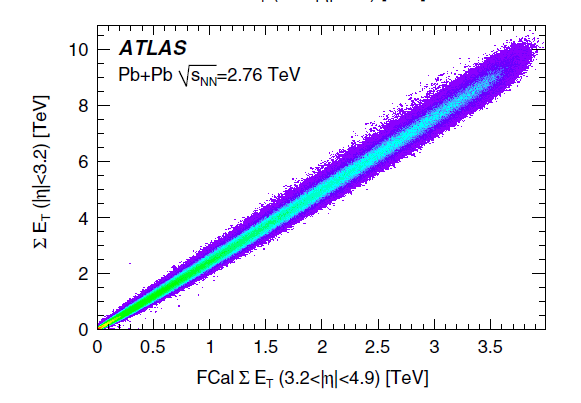 ATLAS
Pb+Pb √sNN=2.76 TeV
Σ ET (|η|<3.2) [TeV]
10
8
6
4
2
0
0 0.5 1 1.5 2 2.5 3 3.5
FCal Σ ET (3.2<|η|<4.9) [TeV]